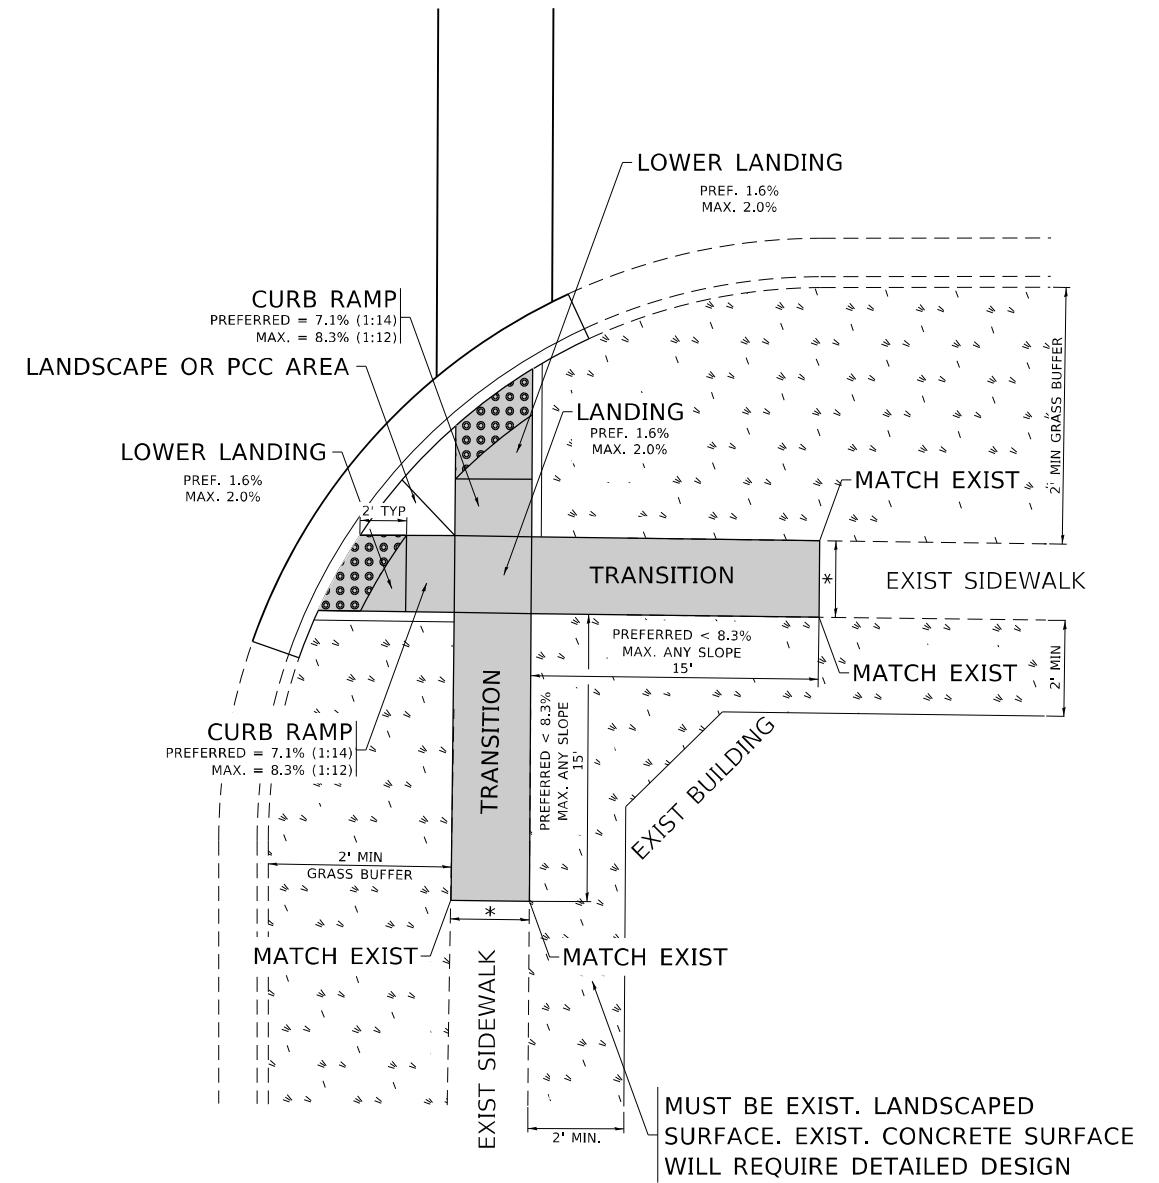 LOWER LANDING
PREF. 1.6%
MAX. 2.0%
CURB RAMP
PREFERRED = 7.1% (1:14)
MAX. = 8.3% (1:12)
LANDSCAPE OR PCC AREA
LANDING
PREF. 1.6%
MAX. 2.0%
LOWER LANDING
PREF. 1.6%
MAX. 2.0%
2' TYP
2' MIN GRASS BUFFER
MATCH EXIST
TRANSITION
*
EXIST SIDEWALK
PREFERRED < 8.3%
MAX. ANY SLOPE
15'
MATCH EXIST
2' MIN
TRANSITION
PREFERRED < 8.3%
MAX. ANY SLOPE
15'
CURB RAMP
PREFERRED = 7.1% (1:14)
MAX. = 8.3% (1:12)
EXIST BUILDING
2' MIN
GRASS BUFFER
*
MATCH EXIST
MATCH EXIST
EXIST SIDEWALK
2' MIN.
MUST BE EXIST. LANDSCAPED
SURFACE. EXIST. CONCRETE SURFACE
WILL REQUIRE DETAILED DESIGN